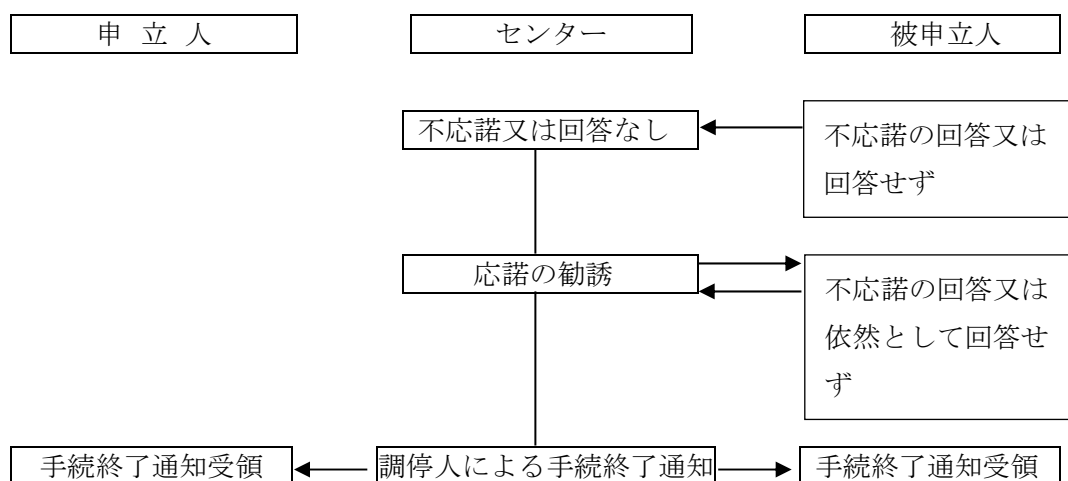 申 立 人
センター
被申立人
不応諾又は回答なし
不応諾の回答又は
回答せず
応諾の勧誘
不応諾の回答又は
依然として回答せ
ず
手続終了通知受領
調停人による手続終了通知
手続終了通知受領